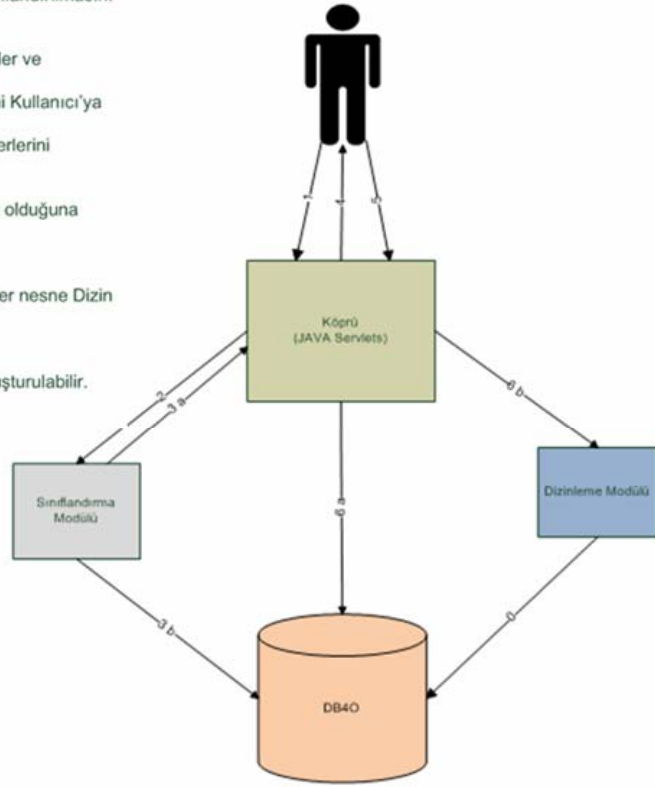 ler ve
i Kullanıcı'ya
erlerini
olduğuna
er nesne Dizin
uşturulabilir.
1
4
5
Köprü
(JAVA Servlets)
2
3 a
6 b
6 a
Sınıflandırma
Modülü
Dizinleme Modülü
3 b
0
DB4O